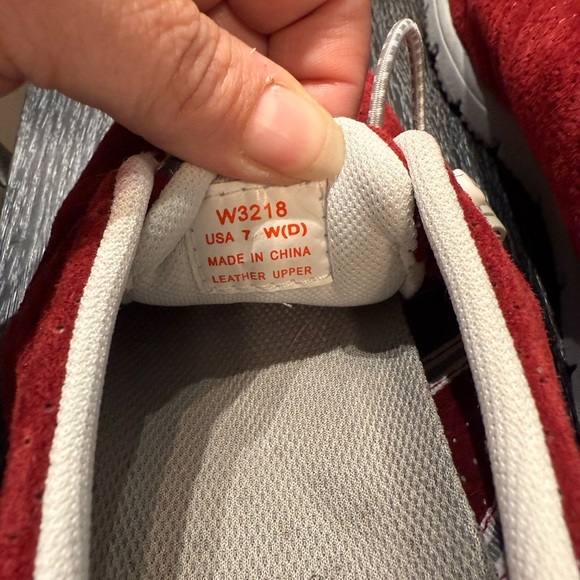 W3218
USA 7 W(D)
MADE IN CHINA
LEATHER UPPER